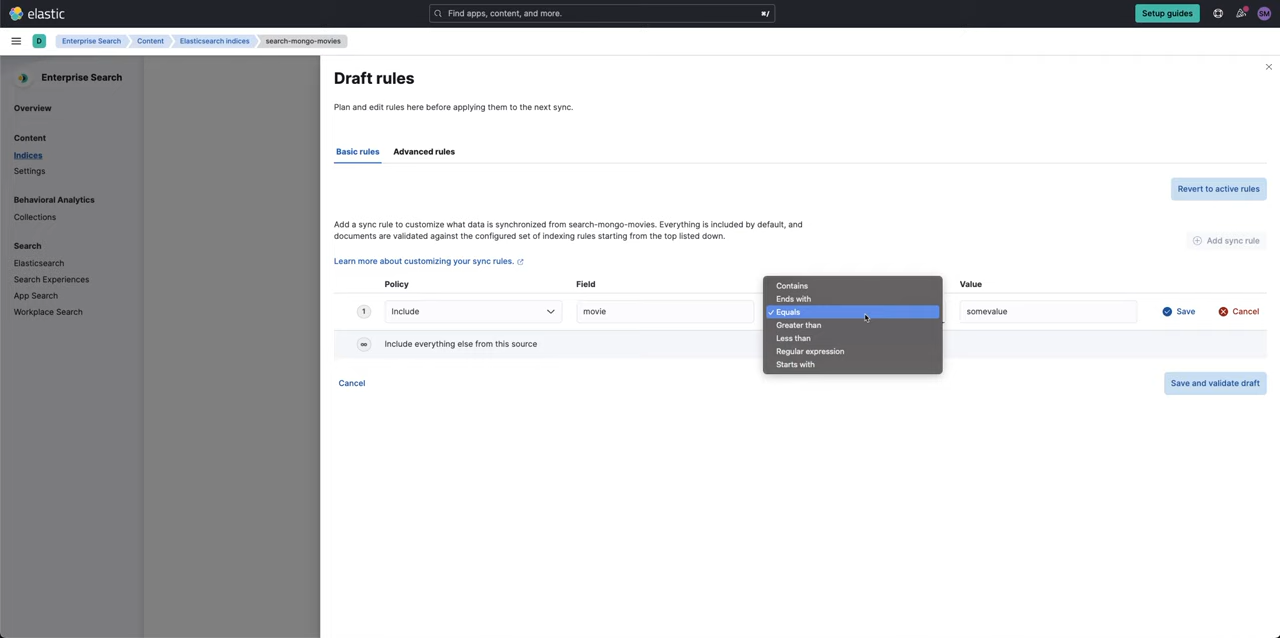 elastic
Find apps, content, and more.
⌘/
Setup guides
SM
D
Enterprise Search
Content
Elasticsearch indices
search-mongo-movies
Enterprise Search
Overview
Content
Indices
Settings
Behavioral Analytics
Collections
Search
Elasticsearch
Search Experiences
App Search
Workplace Search
Draft rules
Plan and edit rules here before applying them to the next sync.
Basic rules
Advanced rules
Revert to active rules
Add a sync rule to customize what data is synchronized from search-mongo-movies. Everything is included by default, and
documents are validated against the configured set of indexing rules starting from the top listed down.
Add sync rule
Learn more about customizing your sync rules.
Policy
Field
Value
1
Include
movie
Contains
Ends with
✓ Equals
Greater than
Less than
Regular expression
Starts with
somevalue
Save
Cancel
∞
Include everything else from this source
Cancel
Save and validate draft